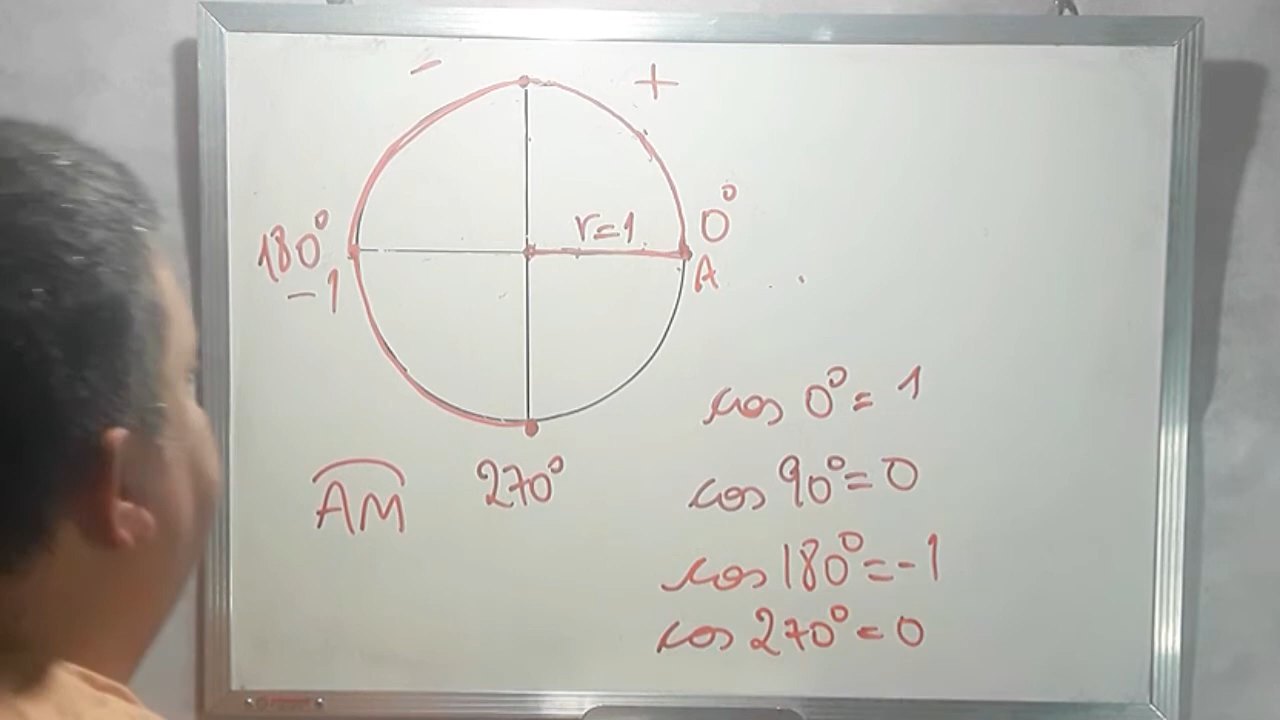 - +
0°
r=1
180°
A
-1
cos 0° = 1
AM 270°
cos 90° = 0
cos 180° = -1
cos 270° = 0